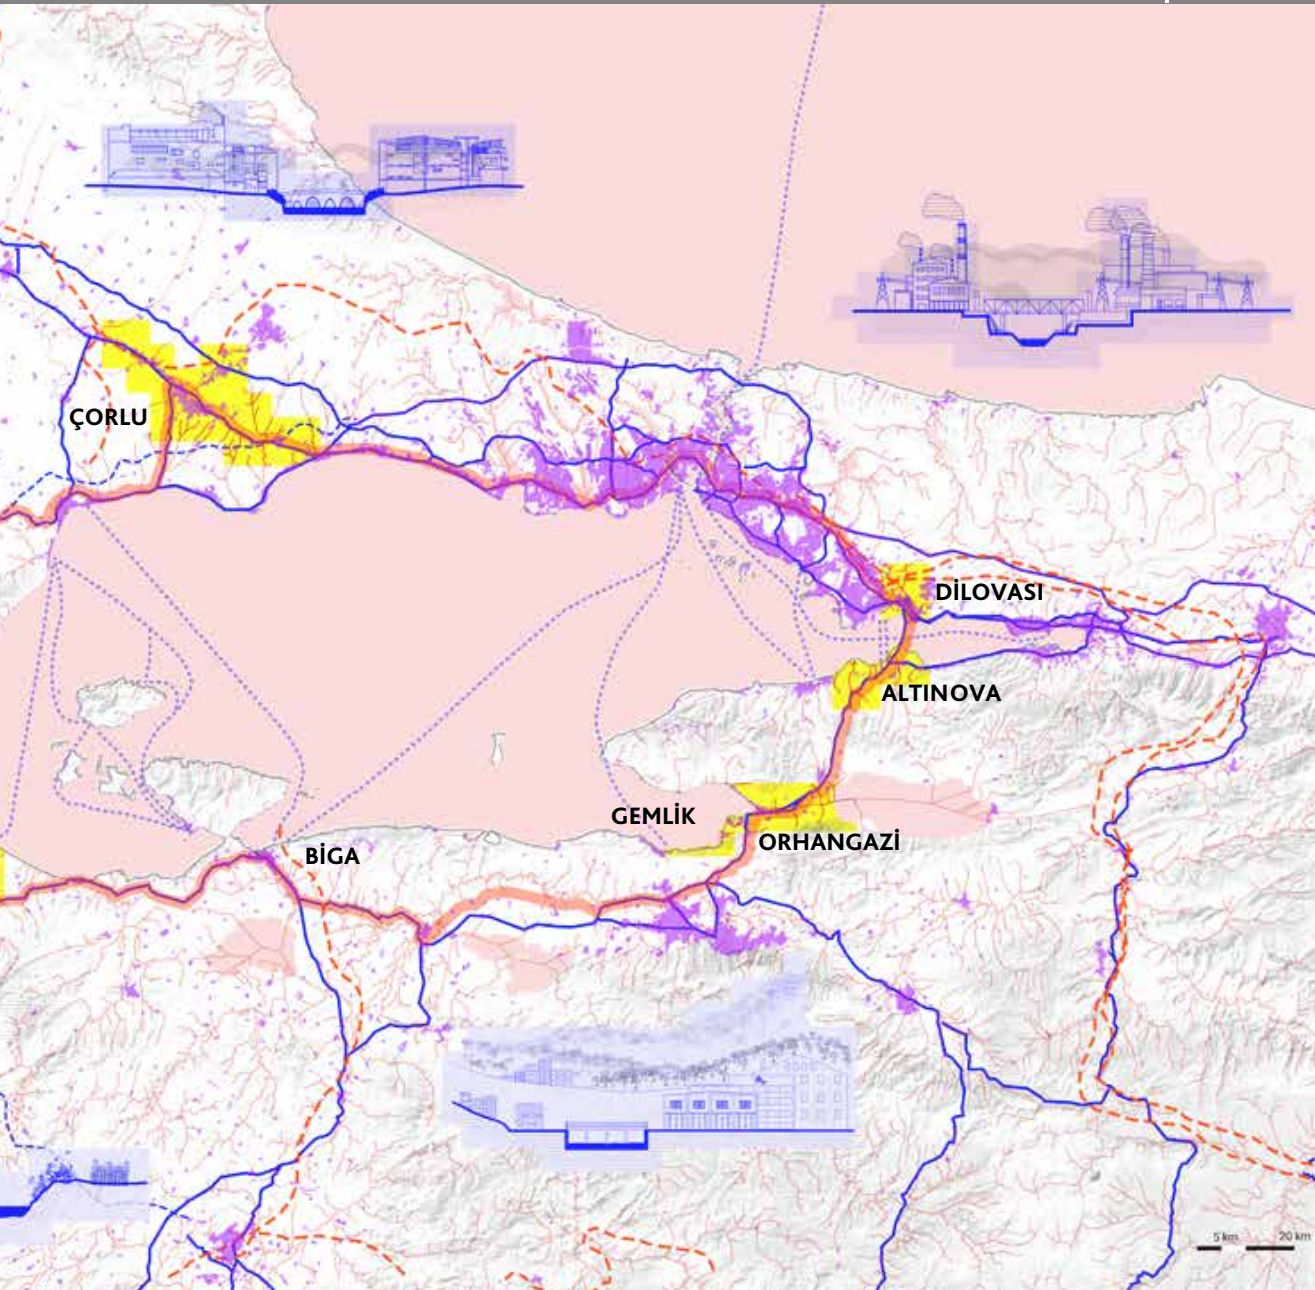 ÇORLU
DİLOVASI
ALTINOVA
GEMLİK
ORHANGAZİ
BİGA
5 km 20 km